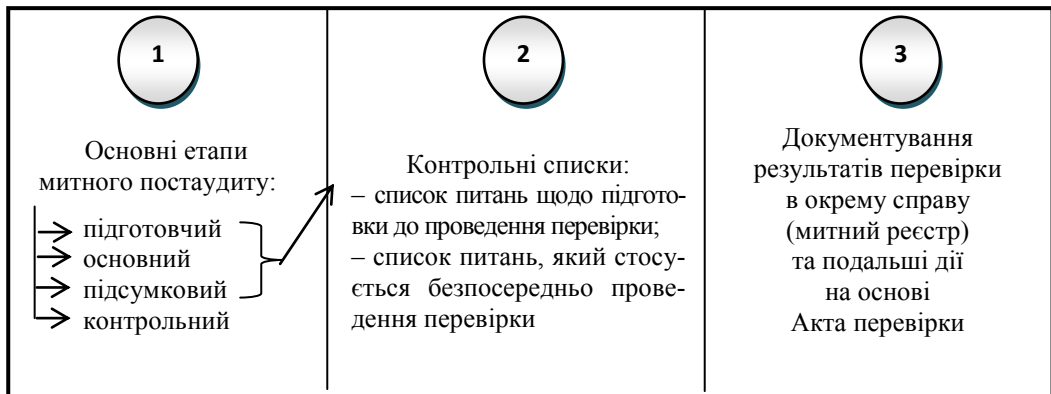 1
Основні етапи
митного постаудиту:
підготовчий
основний
підсумковий
контрольний
2
Контрольні списки:
– список питань щодо підгото-
вки до проведення перевірки;
– список питань, який стосу-
ється безпосередньо прове-
дення перевірки
3
Документування
результатів перевірки
в окрему справу
(митний реєстр)
та подальші дії
на основі
Акта перевірки